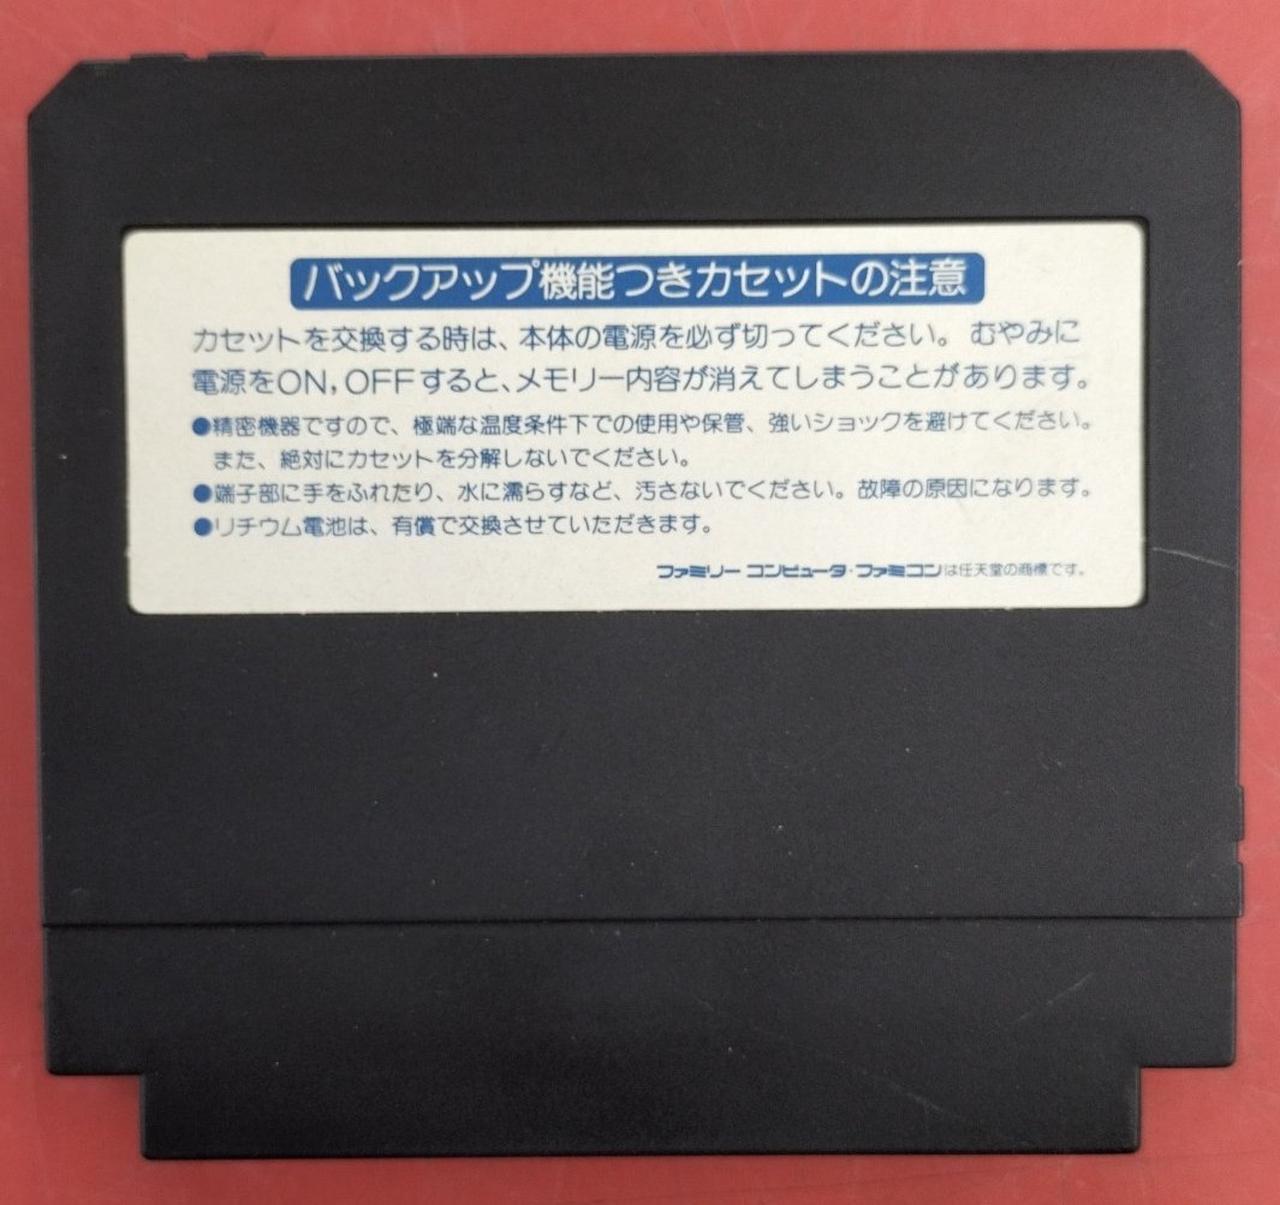 バックアップ機能つきカセットの注意
カセットを交換する時は、本体の電源を必ず切ってください。むやみに
電源をON,OFFすると、メモリー内容が消えてしまうことがあります。
●精密機器ですので、極端な温度条件下での使用や保管、強いショックを避けてください。
また、絶対にカセットを分解しないでください。
●端子部に手をふれたり、水に濡らすなど、汚さないでください。故障の原因になります。
●リチウム電池は、有償で交換させていただきます。
ファミリーコンピュータ・ファミコンは任天堂の商標です。